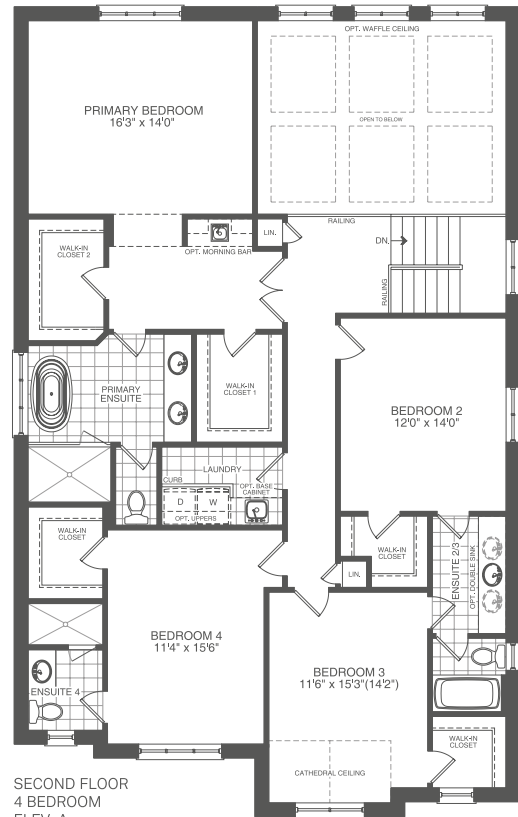 OPT. WAFFLE CEILING
PRIMARY BEDROOM
16'3" x 14'0"
OPEN TO BELOW
RAILING
LIN.
DN.
WALK-IN
CLOSET 2
OPT. MORNING BAR
RAILING
PRIMARY
ENSUITE
WALK-IN
CLOSET 1
BEDROOM 2
12'0" x 14'0"
LAUNDRY
CURB
OPT. BASE
CABINET
D W
OPT. UPPERS
WALK-IN
CLOSET
WALK-IN
CLOSET
ENSUITE 2/3
OPT. DOUBLE SINK
LIN.
BEDROOM 4
11'4" x 15'6"
BEDROOM 3
11'6" x 15'3"(14'2")
ENSUITE 4
WALK-IN
CLOSET
CATHEDRAL CEILING
SECOND FLOOR
4 BEDROOM
ELEV. A